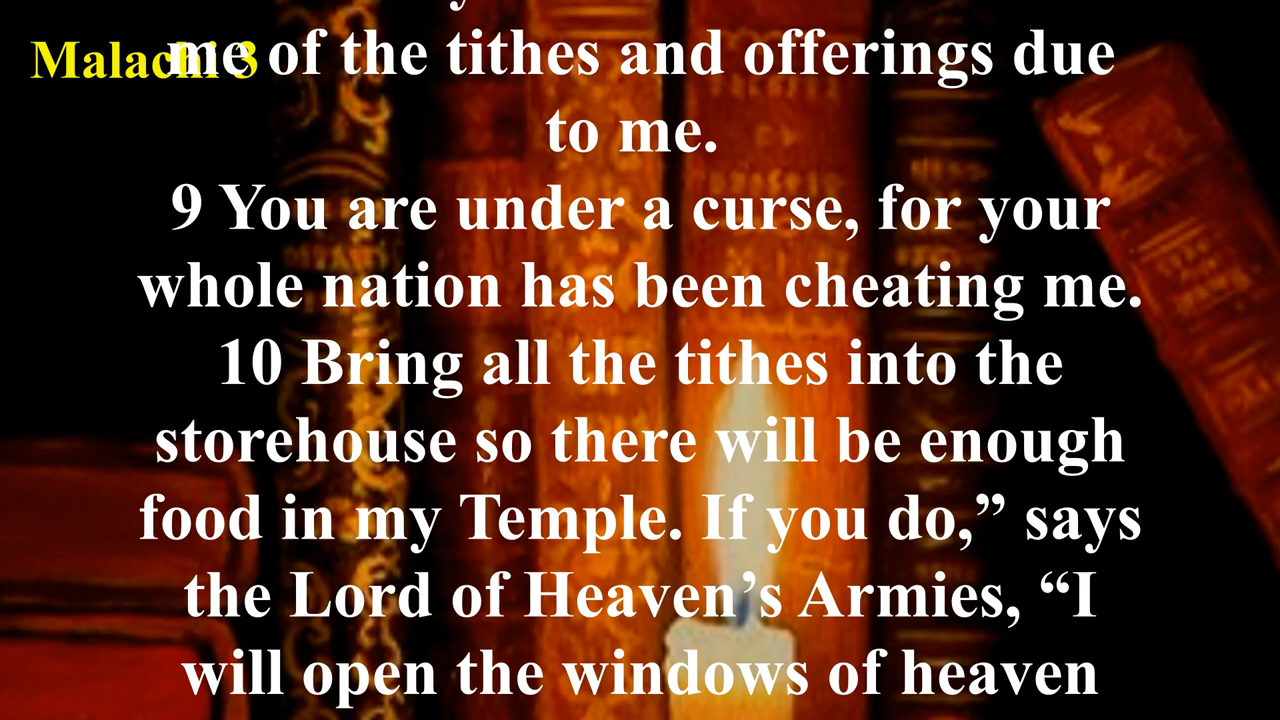 Malachi 3
me of the tithes and offerings due
to me.
9 You are under a curse, for your
whole nation has been cheating me.
10 Bring all the tithes into the
storehouse so there will be enough
food in my Temple. If you do,” says
the Lord of Heaven’s Armies, “I
will open the windows of heaven